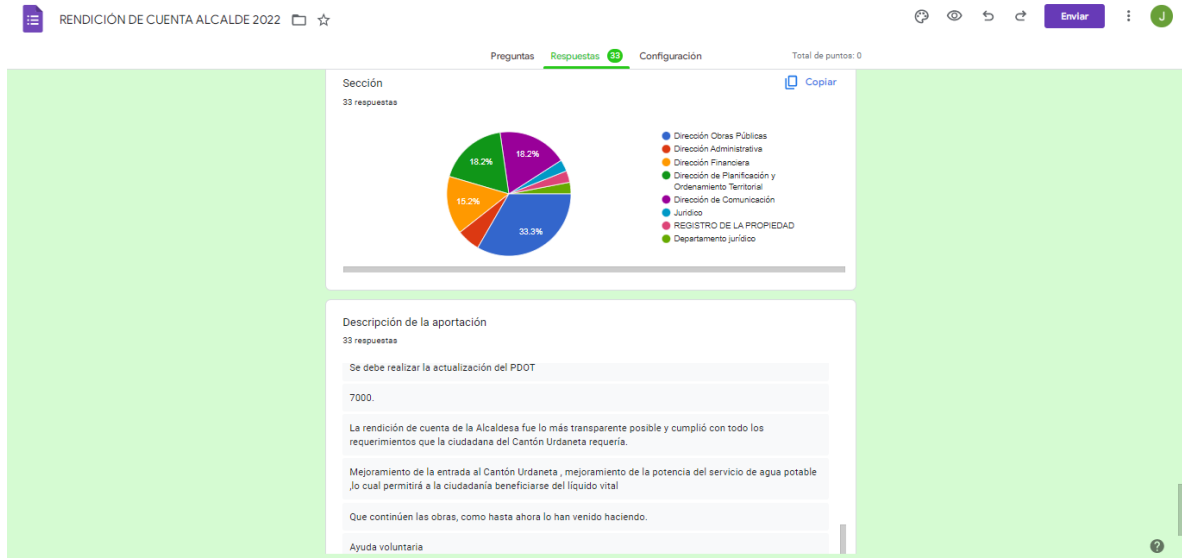 RENDICIÓN DE CUENTA ALCALDE 2022
Enviar
J
Preguntas Respuestas 33 Configuración Total de puntos: 0
Sección
Copiar
33 respuestas
18.2%
18.2%
15.2%
33.3%
Dirección Obras Públicas
Dirección Administrativa
Dirección Financiera
Dirección de Planificación y
Ordenamiento Territorial
Dirección de Comunicación
Juridico
REGISTRO DE LA PROPIEDAD
Departamento jurídico
Descripción de la aportación
33 respuestas
Se debe realizar la actualización del PDOT
7000.
La rendición de cuenta de la Alcaldesa fue lo más transparente posible y cumplió con todo los
requerimientos que la ciudadana del Cantón Urdaneta requería.
Mejoramiento de la entrada al Cantón Urdaneta , mejoramiento de la potencia del servicio de agua potable
,lo cual permitirá a la ciudadanía beneficiarse del líquido vital
Que continúen las obras, como hasta ahora lo han venido haciendo.
Ayuda voluntaria